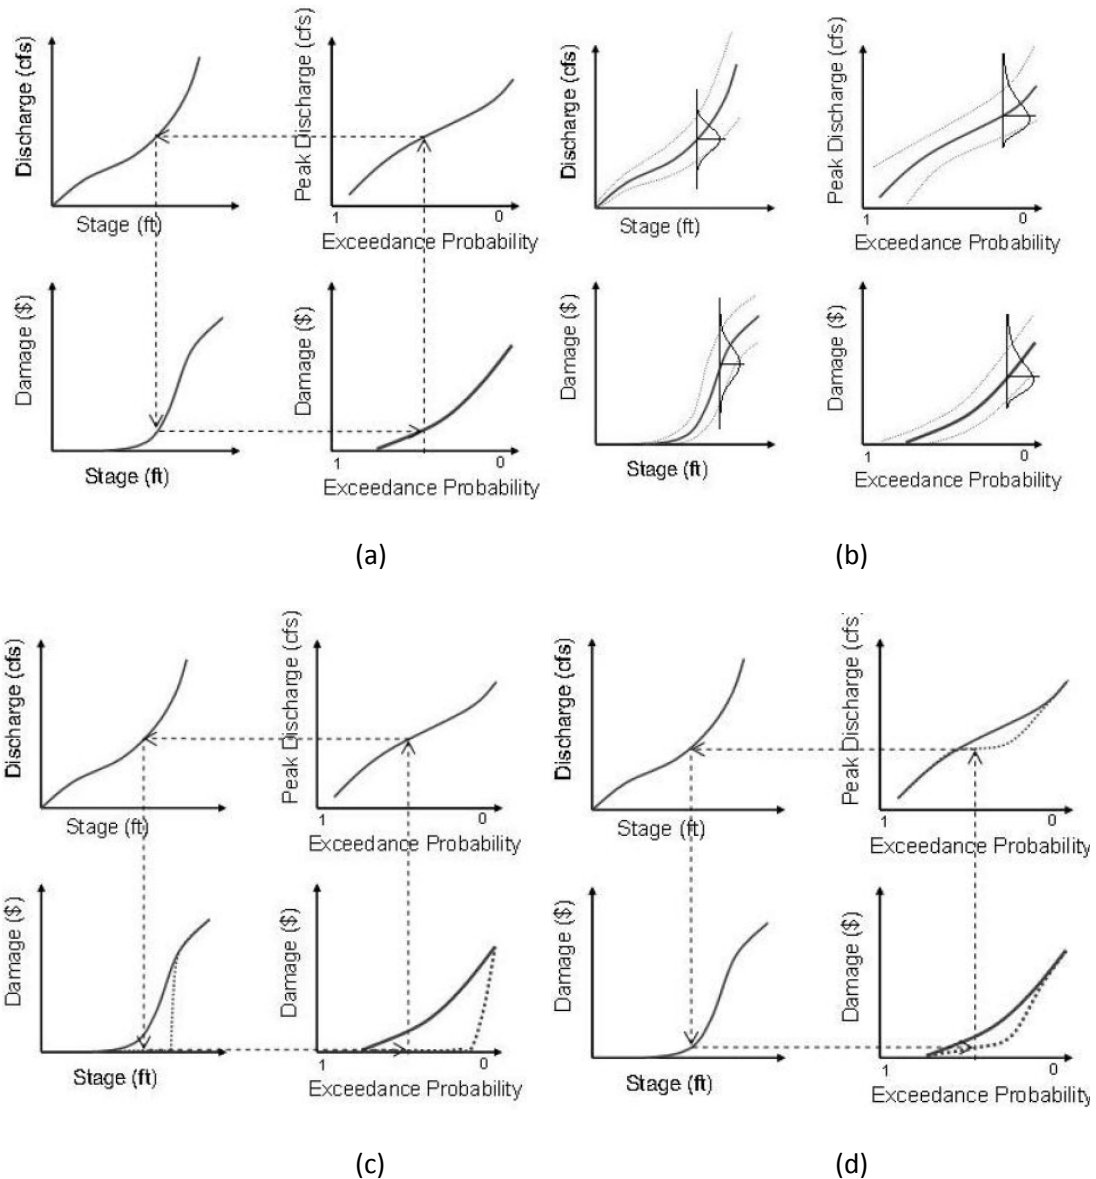 Discharge (cfs)
Stage (ft)
Peak Discharge (cfs)
1
0
Exceedance Probability
Damage ($)
Stage (ft)
Damage ($)
1
0
Exceedance Probability
(a)
Discharge (cfs)
Stage (ft)
Peak Discharge (cfs)
1
0
Exceedance Probability
Damage ($)
Stage (ft)
Damage ($)
1
0
Exceedance Probability
(b)
Discharge (cfs)
Stage (ft)
Peak Discharge (cfs)
1
0
Exceedance Probability
Damage ($)
Stage (ft)
Damage ($)
1
0
Exceedance Probability
(c)
Discharge (cfs)
Stage (ft)
Peak Discharge (cfs)
1
0
Exceedance Probability
Damage ($)
Stage (ft)
Damage ($)
1
0
Exceedance Probability
(d)